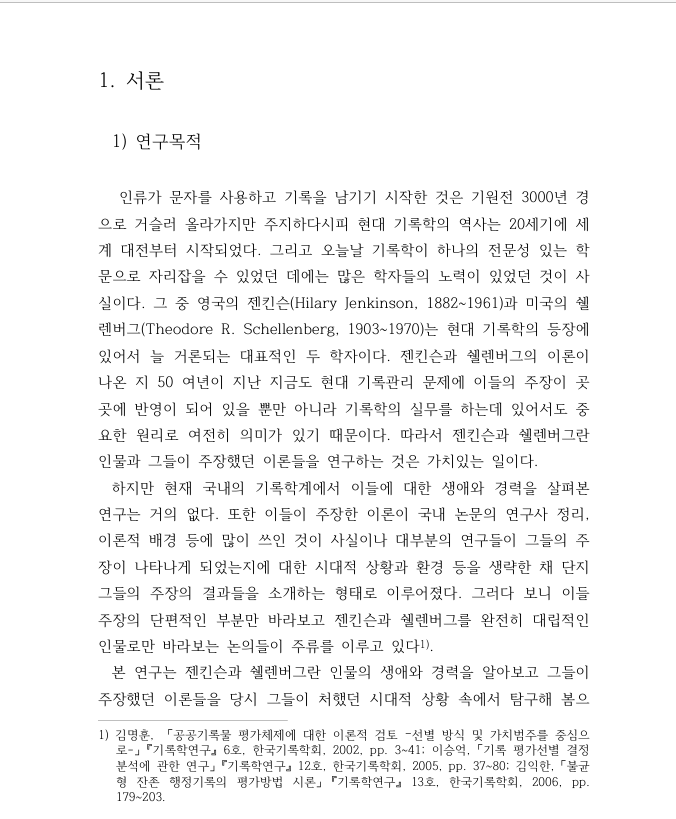 1. 서론
1) 연구목적
인류가 문자를 사용하고 기록을 남기기 시작한 것은 기원전 3000년 경
으로 거슬러 올라가지만 주지하다시피 현대 기록학의 역사는 20세기에 세
계 대전부터 시작되었다. 그리고 오늘날 기록학이 하나의 전문성 있는 학
문으로 자리잡을 수 있었던 데에는 많은 학자들의 노력이 있었던 것이 사
실이다. 그 중 영국의 젠킨슨(Hilary Jenkinson, 1882~1961)과 미국의 쉘
렌버그(Theodore R. Schellenberg, 1903~1970)는 현대 기록학의 등장에
있어서 늘 거론되는 대표적인 두 학자이다. 젠킨슨과 쉘렌버그의 이론이
나온 지 50 여년이 지난 지금도 현대 기록관리 문제에 이들의 주장이 곳
곳에 반영이 되어 있을 뿐만 아니라 기록학의 실무를 하는데 있어서도 중
요한 원리로 여전히 의미가 있기 때문이다. 따라서 젠킨슨과 쉘렌버그란
인물과 그들이 주장했던 이론들을 연구하는 것은 가치있는 일이다.
하지만 현재 국내의 기록학계에서 이들에 대한 생애와 경력을 살펴본
연구는 거의 없다. 또한 이들이 주장한 이론이 국내 논문의 연구사 정리,
이론적 배경 등에 많이 쓰인 것이 사실이나 대부분의 연구들이 그들의 주
장이 나타나게 되었는지에 대한 시대적 상황과 환경 등을 생략한 채 단지
그들의 주장의 결과들을 소개하는 형태로 이루어졌다. 그러다 보니 이들
주장의 단편적인 부분만 바라보고 젠킨슨과 쉘렌버그를 완전히 대립적인
인물로만 바라보는 논의들이 주류를 이루고 있다1).
본 연구는 젠킨슨과 쉘렌버그란 인물의 생애와 경력을 알아보고 그들이
주장했던 이론들을 당시 그들이 처했던 시대적 상황 속에서 탐구해 봄으
1) 김명훈, 「공공기록물 평가체제에 대한 이론적 검토 -선별 방식 및 가치범주를 중심으
로-」『기록학연구』 6호, 한국기록학회, 2002, pp. 3~41; 이승억, 「기록 평가선별 결정
분석에 관한 연구」『기록학연구』 12호, 한국기록학회, 2005, pp. 37~80; 김익한, 「불균
형 잔존 행정기록의 평가방법 시론」『기록학연구』 13호, 한국기록학회, 2006, pp.
179~203.